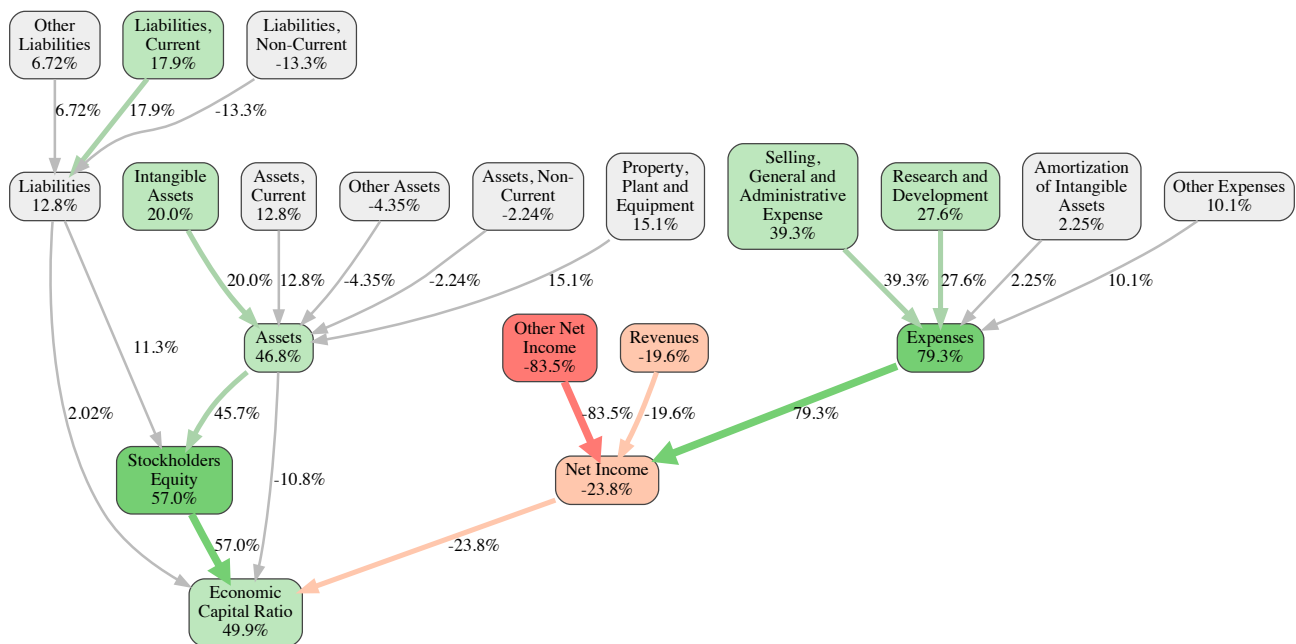 Other
Liabilities
6.72%
Liabilities,
Current
17.9%
Liabilities,
Non-Current
-13.3%
6.72%
17.9%
-13.3%
Liabilities
12.8%
Intangible
Assets
20.0%
Assets,
Current
12.8%
Other Assets
-4.35%
Assets, Non-
Current
-2.24%
Property,
Plant and
Equipment
15.1%
Selling,
General and
Administrative
Expense
39.3%
Research and
Development
27.6%
Amortization
of Intangible
Assets
2.25%
Other Expenses
10.1%
20.0%
12.8%
-4.35%
-2.24%
15.1%
39.3%
27.6%
2.25%
10.1%
11.3%
Assets
46.8%
Other Net
Income
-83.5%
Revenues
-19.6%
Expenses
79.3%
2.02%
45.7%
-83.5%
-19.6%
79.3%
Stockholders
Equity
57.0%
-10.8%
Net Income
-23.8%
57.0%
-23.8%
Economic
Capital Ratio
49.9%